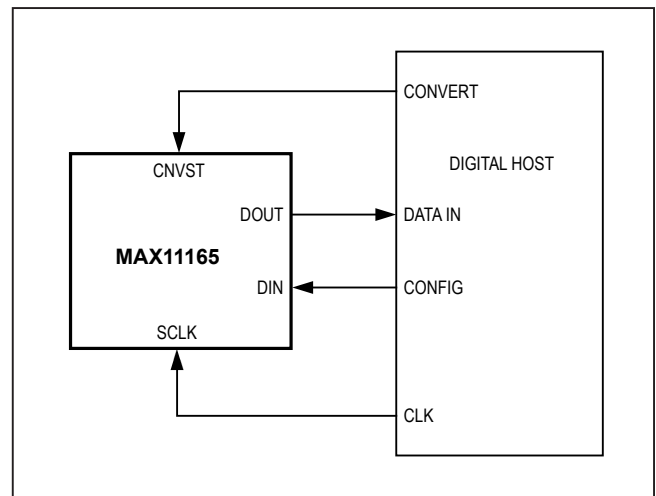 CONVERT
CNVST
DIGITAL HOST
DOUT
DATA IN
MAX11165
DIN
CONFIG
SCLK
CLK